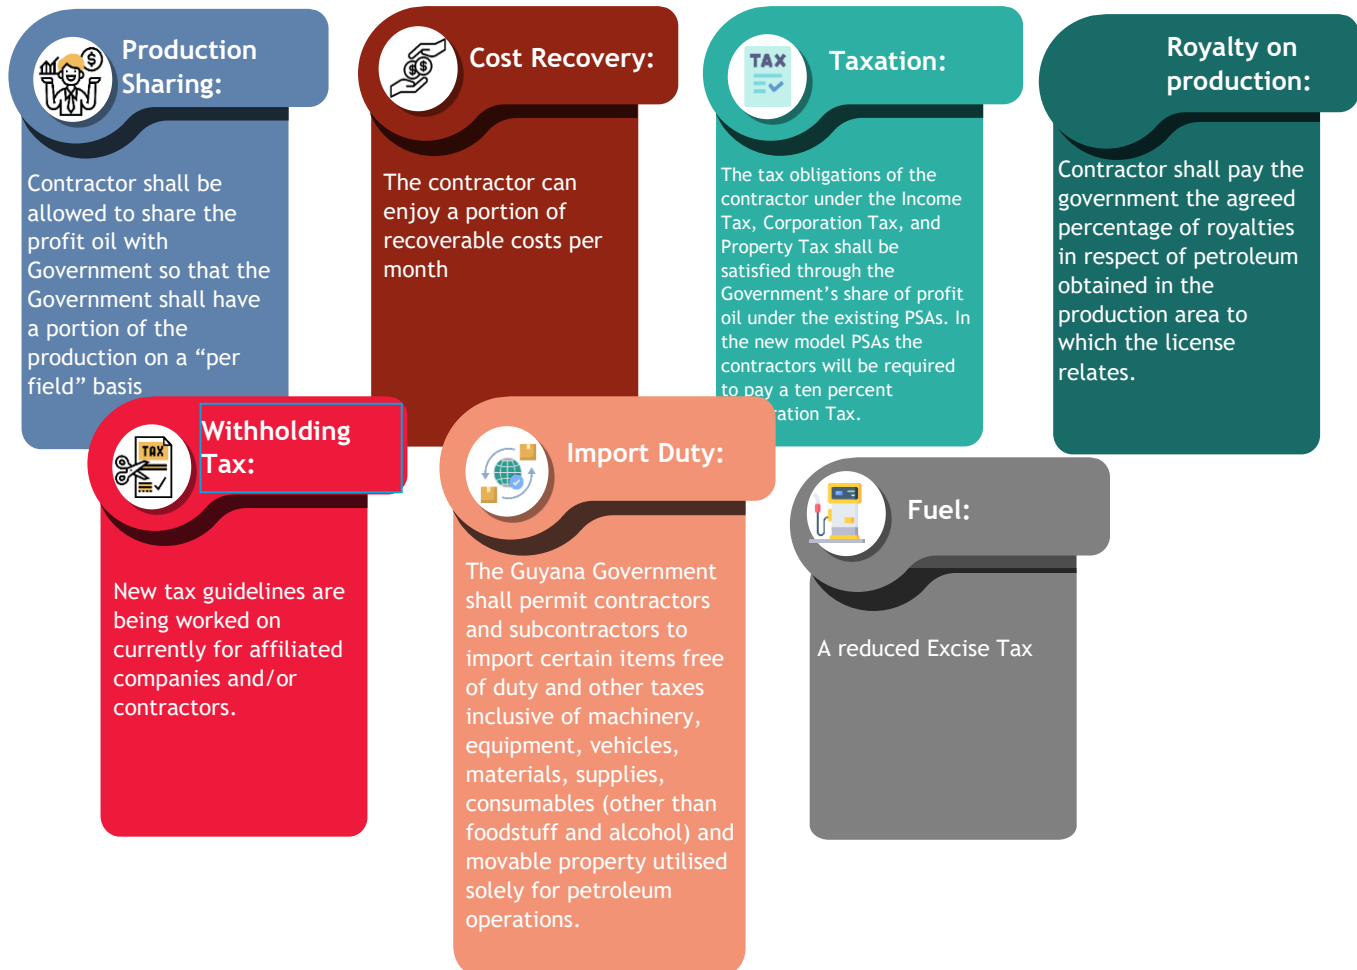 Production
Sharing:
Contractor shall be
allowed to share the
profit oil with
Government so that the
Government shall have
a portion of the
production on a “per
field” basis
Cost Recovery:
The contractor can
enjoy a portion of
recoverable costs per
month
TAX
Taxation:
The tax obligations of the
contractor under the Income
Tax, Corporation Tax, and
Property Tax shall be
satisfied through the
Government’s share of profit
oil under the existing PSAs. In
the new model PSAs the
contractors will be required
to pay a ten percent
ration Tax.
Royalty on
production:
Contractor shall pay the
government the agreed
percentage of royalties
in respect of petroleum
obtained in the
production area to
which the license
relates.
TAX
Withholding
Tax:
New tax guidelines are
being worked on
currently for affiliated
companies and/or
contractors.
Import Duty:
The Guyana Government
shall permit contractors
and subcontractors to
import certain items free
of duty and other taxes
inclusive of machinery,
equipment, vehicles,
materials, supplies,
consumables (other than
foodstuff and alcohol) and
movable property utilised
solely for petroleum
operations.
Fuel:
A reduced Excise Tax